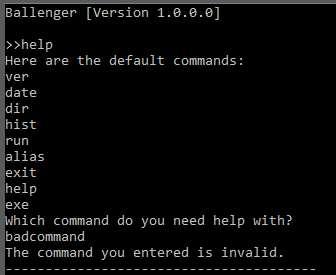 Ballenger [Version 1.0.0.0]
>>help
Here are the default commands:
ver
date
dir
hist
run
alias
exit
help
exe
Which command do you need help with?
badcommand
The command you entered is invalid.
---------------------------------------